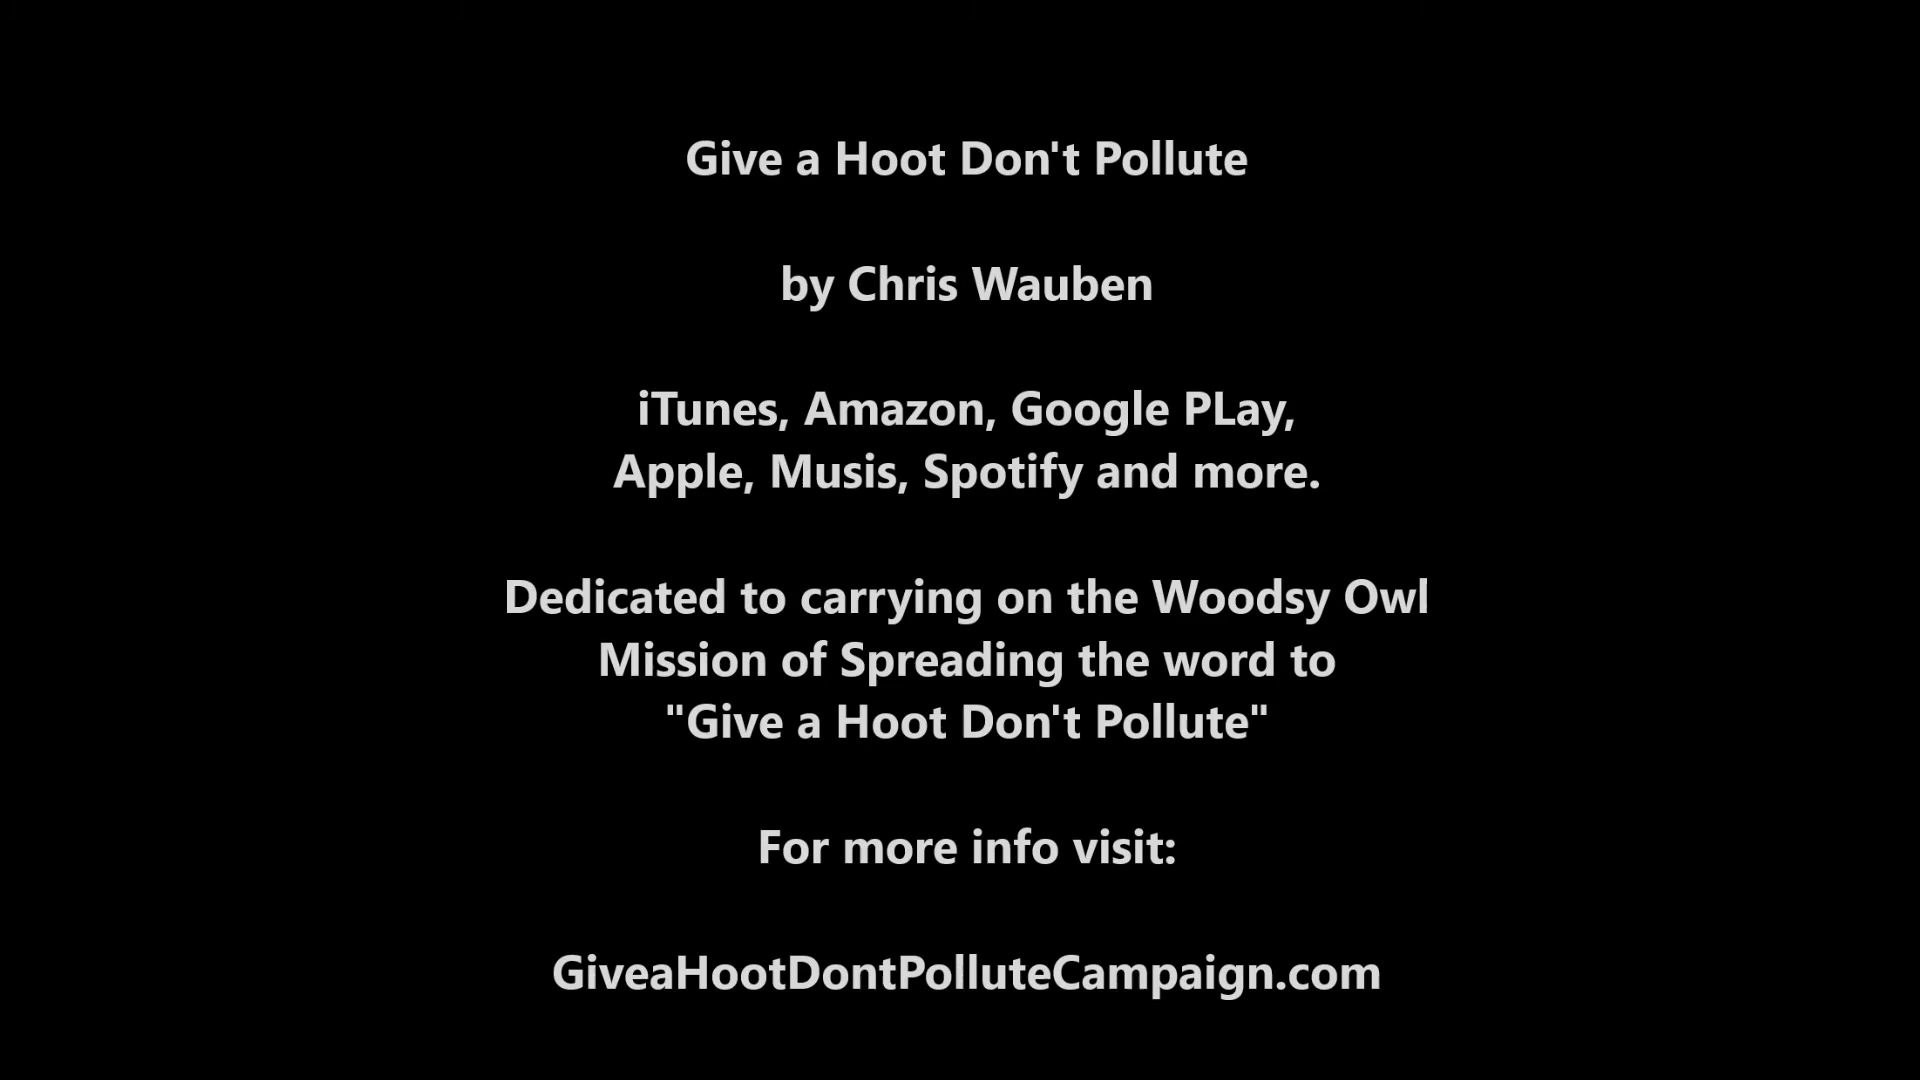 Give a Hoot Don't Pollute
by Chris Wauben
iTunes, Amazon, Google PLay,
Apple, Musis, Spotify and more.
Dedicated to carrying on the Woodsy Owl
Mission of Spreading the word to
"Give a Hoot Don't Pollute"
For more info visit:
GiveaHootDontPolluteCampaign.com